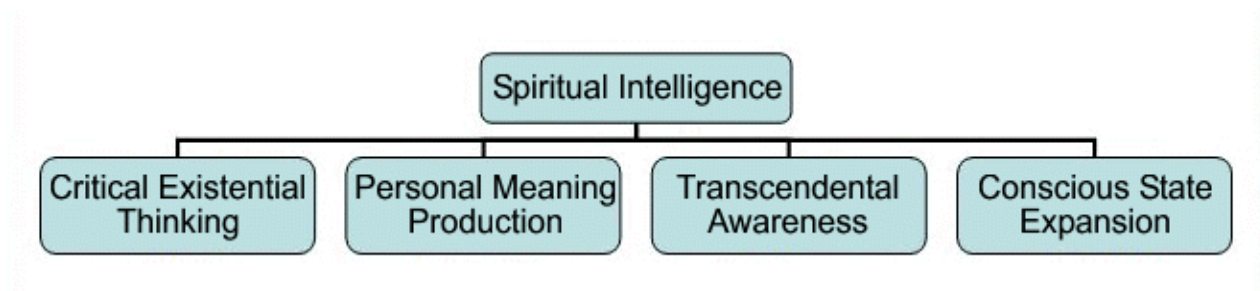 Spiritual Intelligence
Critical Existential
Thinking
Personal Meaning
Production
Transcendental
Awareness
Conscious State
Expansion